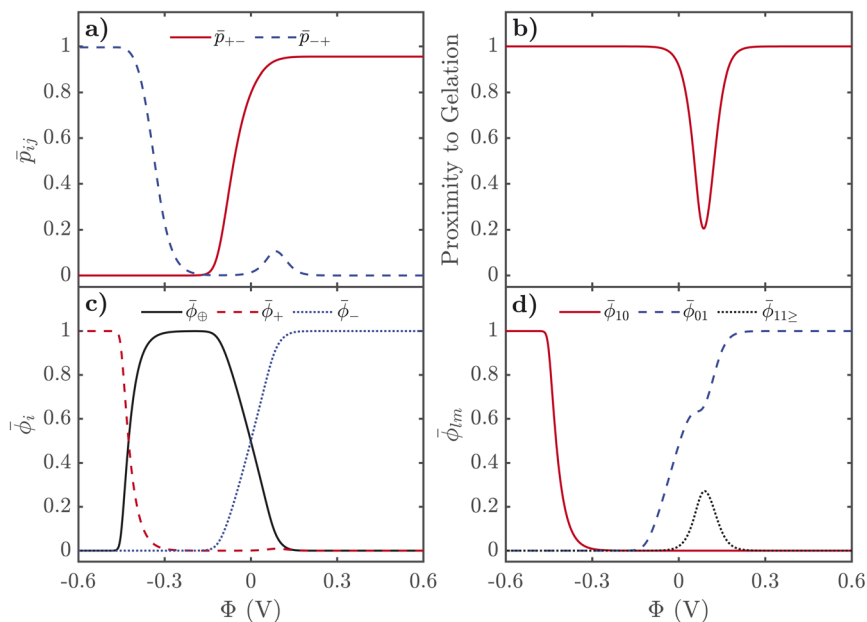 a)
p̄₊₋ p̄₋₊
1
0.8
0.6
0.4
0.2
0
p̄ᵢⱼ
b)
1
0.8
0.6
0.4
0.2
0
Proximity to Gelation
c)
ϕ̄⊕ ϕ̄₊ ϕ̄₋
1
0.8
0.6
0.4
0.2
0
ϕ̄ᵢ
-0.6 -0.3 0 0.3 0.6
Φ (V)
d)
ϕ̄₁₀ ϕ̄₀₁ ϕ̄₁₁≥
1
0.8
0.6
0.4
0.2
0
ϕ̄ₗₘ
-0.6 -0.3 0 0.3 0.6
Φ (V)